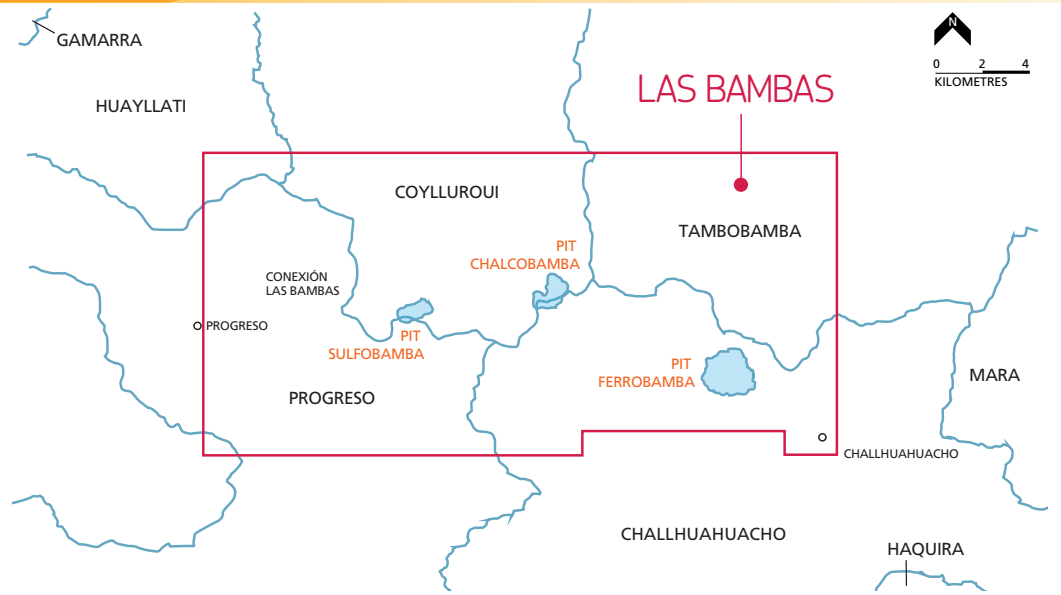 GAMARRA
N
0 2 4
KILOMETRES
LAS BAMBAS
HUAYLLATI
COYLLUROUI
TAMBOBAMBA
PIT
CHALCOBAMBA
CONEXIÓN
LAS BAMBAS
PROGRESO
PIT
SULFOBAMBA
PIT
FERROBAMBA
MARA
PROGRESO
CHALLHUAHUACHO
CHALLHUAHUACHO
HAQUIRA